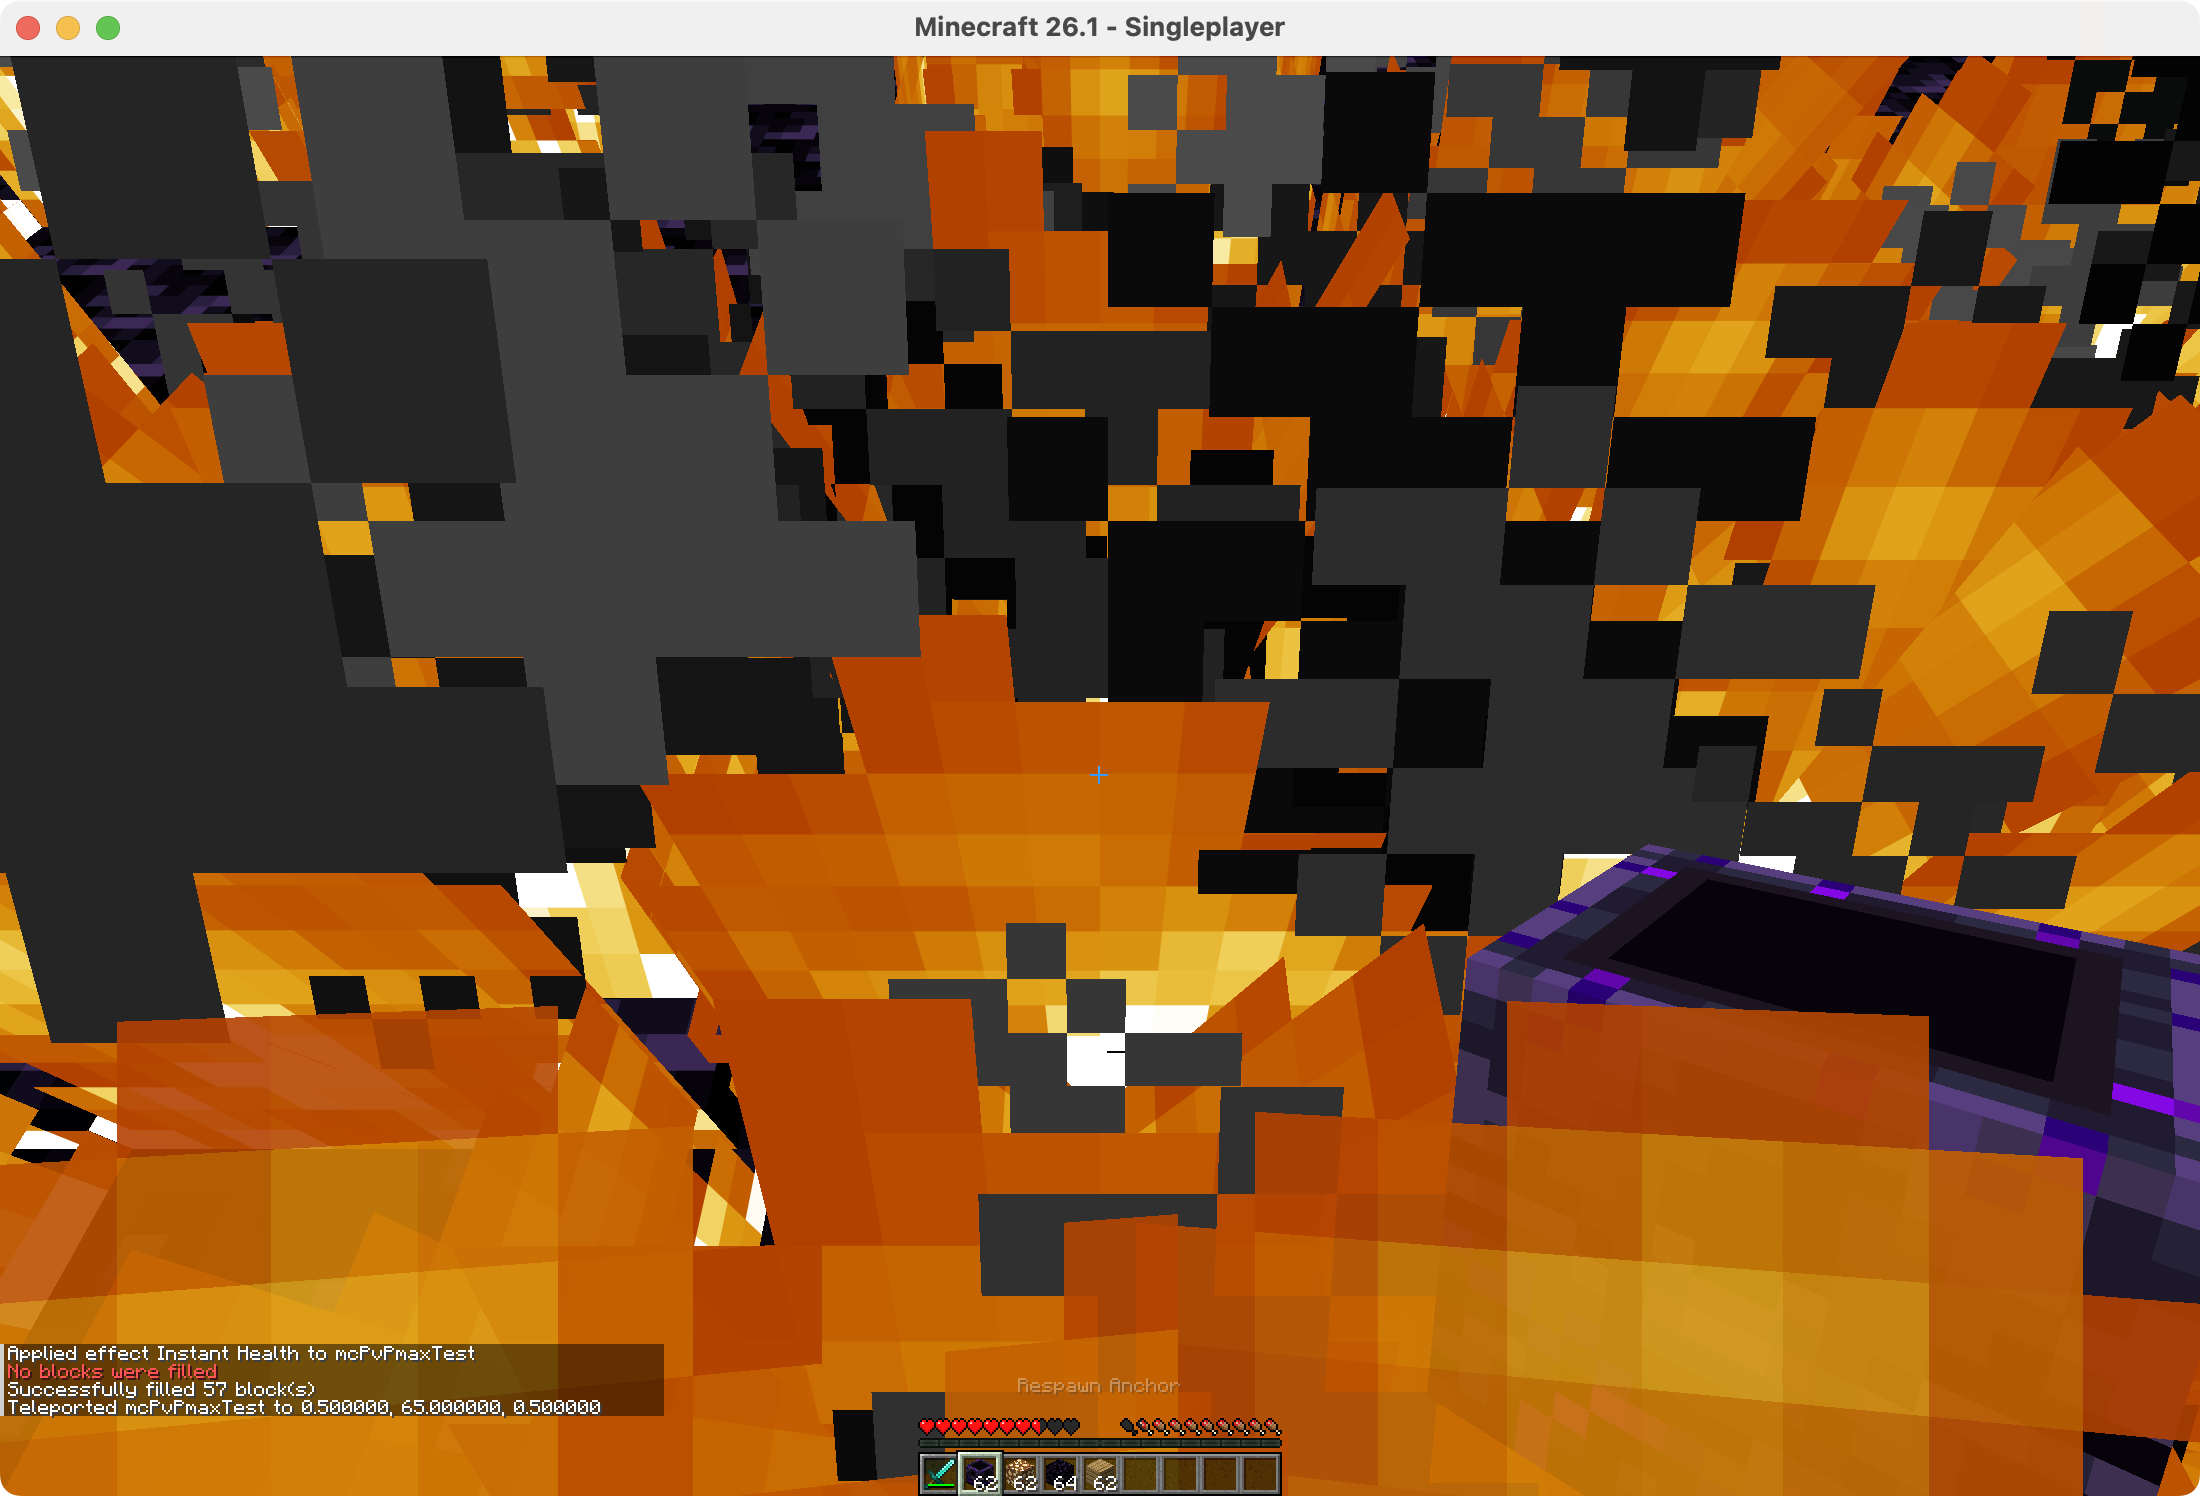 Minecraft 26.1 - Singleplayer
Applied effect Instant Health to mcPvPmaxTest
No blocks were filled
Successfully filled 57 block(s)
Teleported mcPvPmaxTest to 0.500000, 65.000000, 0.500000
Respawn Anchor
62 62 64 62